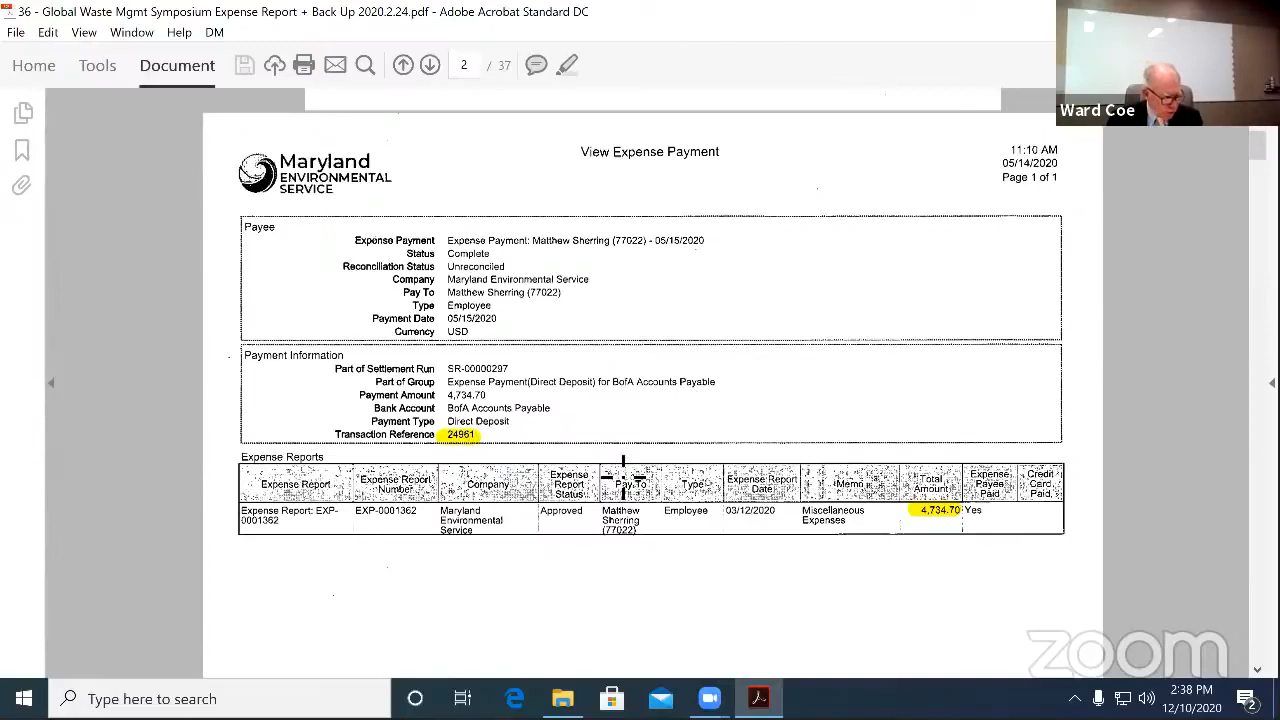 36 - Global Waste Mgmt Symposium Expense Report + Back Up 2020.2.24.pdf - Adobe Acrobat Standard DC
File Edit View Window Help DM
Home Tools Document 2 / 37
Ward Coe
Maryland
ENVIRONMENTAL
SERVICE
View Expense Payment
11:10 AM
05/14/2020
Page 1 of 1
Payee
Expense Payment Expense Payment: Matthew Sherring (77022) - 05/15/2020
Status Complete
Reconciliation Status Unreconciled
Company Maryland Environmental Service
Pay To Matthew Sherring (77022)
Type Employee
Payment Date 05/15/2020
Currency USD
Payment Information
Part of Settlement Run SR-00000297
Part of Group Expense Payment(Direct Deposit) for BofA Accounts Payable
Payment Amount 4,734.70
Bank Account BofA Accounts Payable
Payment Type Direct Deposit
Transaction Reference 24961
Expense Reports
Expense Report Expense Report Number Company Expense Report Status Pay To Type Expense Report Date Memo Total Amount Expense Payee Paid Credit Card Paid
Expense Report: EXP-0001362 EXP-0001362 Maryland Environmental Service Approved Matthew Sherring (77022) Employee 03/12/2020 Miscellaneous Expenses 4,734.70 Yes
zoom
Type here to search
2:38 PM
12/10/2020
2